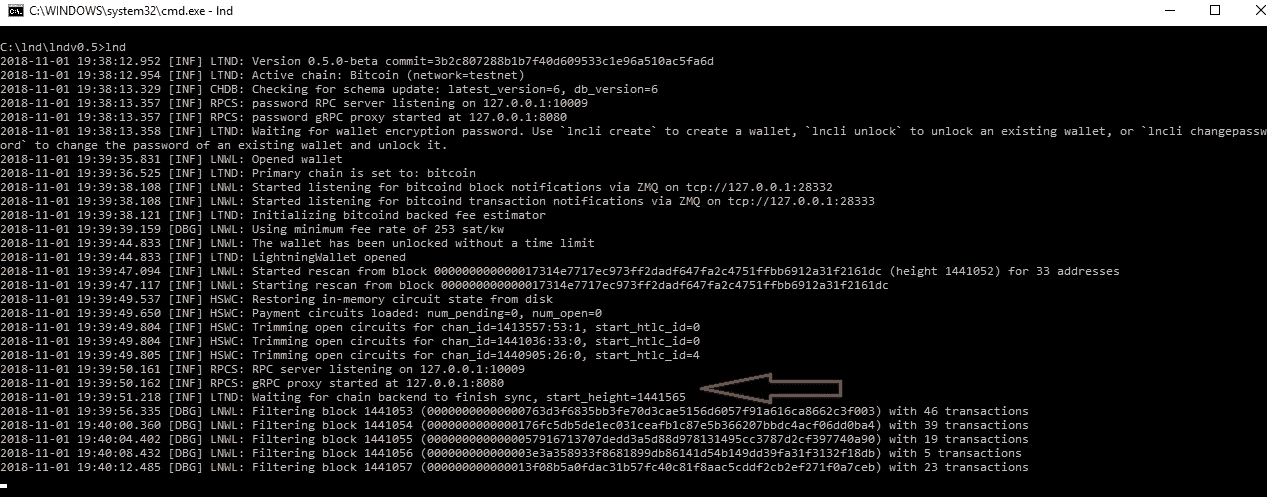 C:\WINDOWS\system32\cmd.exe - lnd
C:\lnd\lndv0.5>lnd
2018-11-01 19:38:12.952 [INF] LTND: Version 0.5.0-beta commit=3b2c807288b1b7f40d609533c1e96a510ac5fa6d
2018-11-01 19:38:12.954 [INF] LTND: Active chain: Bitcoin (network=testnet)
2018-11-01 19:38:13.329 [INF] CHDB: Checking for schema update: latest_version=6, db_version=6
2018-11-01 19:38:13.357 [INF] RPCS: password RPC server listening on 127.0.0.1:10009
2018-11-01 19:38:13.357 [INF] RPCS: password gRPC proxy started at 127.0.0.1:8080
2018-11-01 19:38:13.358 [INF] LTND: Waiting for wallet encryption password. Use `lncli create` to create a wallet, `lncli unlock` to unlock an existing wallet, or `lncli changepassw
ord` to change the password of an existing wallet and unlock it.
2018-11-01 19:39:35.831 [INF] LNWL: Opened wallet
2018-11-01 19:39:36.525 [INF] LTND: Primary chain is set to: bitcoin
2018-11-01 19:39:38.108 [INF] LNWL: Started listening for bitcoind block notifications via ZMQ on tcp://127.0.0.1:28332
2018-11-01 19:39:38.108 [INF] LNWL: Started listening for bitcoind transaction notifications via ZMQ on tcp://127.0.0.1:28333
2018-11-01 19:39:38.121 [INF] LTND: Initializing bitcoind backed fee estimator
2018-11-01 19:39:39.159 [DBG] LNWL: Using minimum fee rate of 253 sat/kw
2018-11-01 19:39:44.833 [INF] LNWL: The wallet has been unlocked without a time limit
2018-11-01 19:39:44.833 [INF] LTND: LightningWallet opened
2018-11-01 19:39:47.094 [INF] LNWL: Started rescan from block 000000000000017314e7717ec973ff2dadf647fa2c4751ffbb6912a31f2161dc (height 1441052) for 33 addresses
2018-11-01 19:39:47.117 [INF] LNWL: Starting rescan from block 000000000000017314e7717ec973ff2dadf647fa2c4751ffbb6912a31f2161dc
2018-11-01 19:39:49.537 [INF] HSWC: Restoring in-memory circuit state from disk
2018-11-01 19:39:49.650 [INF] HSWC: Payment circuits loaded: num_pending=0, num_open=0
2018-11-01 19:39:49.804 [INF] HSWC: Trimming open circuits for chan_id=1413557:53:1, start_htlc_id=0
2018-11-01 19:39:49.804 [INF] HSWC: Trimming open circuits for chan_id=1441036:33:0, start_htlc_id=0
2018-11-01 19:39:49.805 [INF] HSWC: Trimming open circuits for chan_id=1440905:26:0, start_htlc_id=4
2018-11-01 19:39:50.161 [INF] RPCS: RPC server listening on 127.0.0.1:10009
2018-11-01 19:39:50.162 [INF] RPCS: gRPC proxy started at 127.0.0.1:8080
2018-11-01 19:39:51.218 [INF] LTND: Waiting for chain backend to finish sync, start_height=1441565
2018-11-01 19:39:56.335 [DBG] LNWL: Filtering block 1441053 (00000000000000763d3f6835bb3fe70d3cae5156d6057f91a616ca8662c3f003) with 46 transactions
2018-11-01 19:40:00.360 [DBG] LNWL: Filtering block 1441054 (0000000000000176fc5db5de1ec031ceafb1c87e5b366207bbdc4acf06dd0ba4) with 39 transactions
2018-11-01 19:40:04.402 [DBG] LNWL: Filtering block 1441055 (000000000000057916713707dedd3a5d88d978131495cc3787d2cf397740a90) with 19 transactions
2018-11-01 19:40:08.432 [DBG] LNWL: Filtering block 1441056 (000000000000003e3a358933f8681899db86141d54b149dd39fa31f3132f18db) with 5 transactions
2018-11-01 19:40:12.485 [DBG] LNWL: Filtering block 1441057 (000000000000013f08b5a0fdac31b57fc40c81f8aac5cddf2cb2ef271f0a7ceb) with 23 transactions